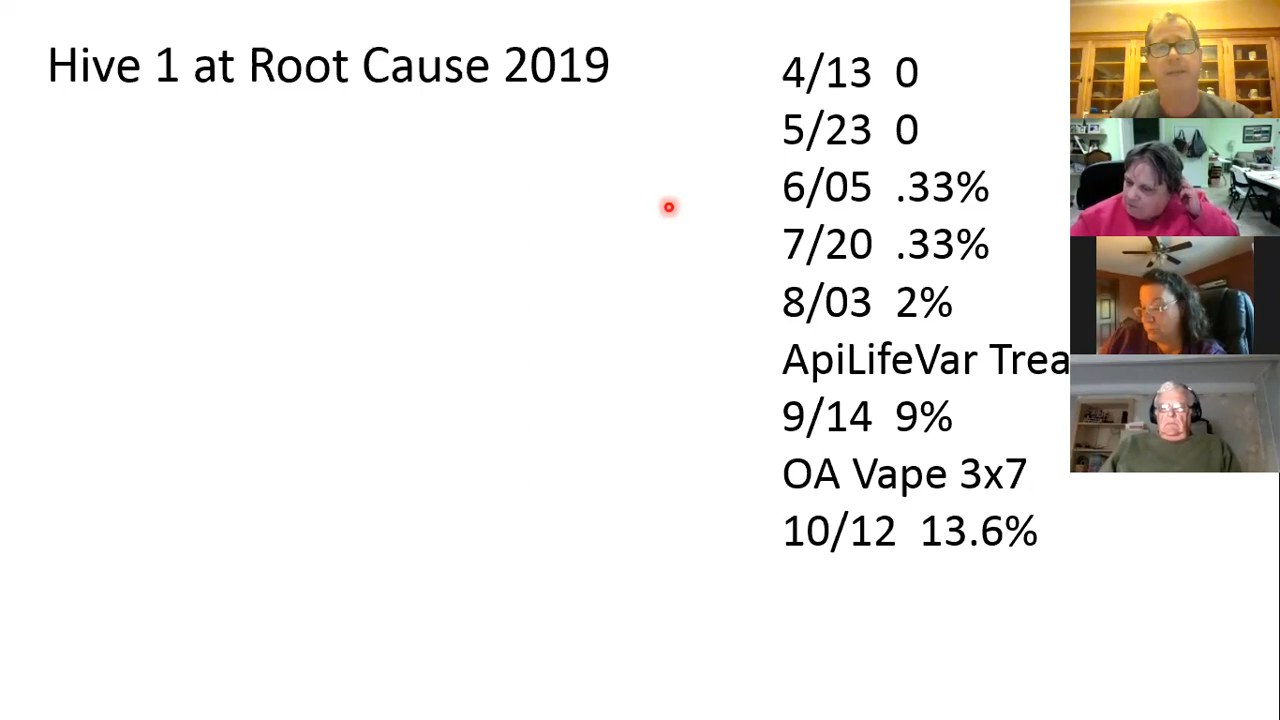 Hive 1 at Root Cause 2019
4/13 0
5/23 0
6/05 .33%
7/20 .33%
8/03 2%
ApiLifeVar Trea
9/14 9%
OA Vape 3x7
10/12 13.6%